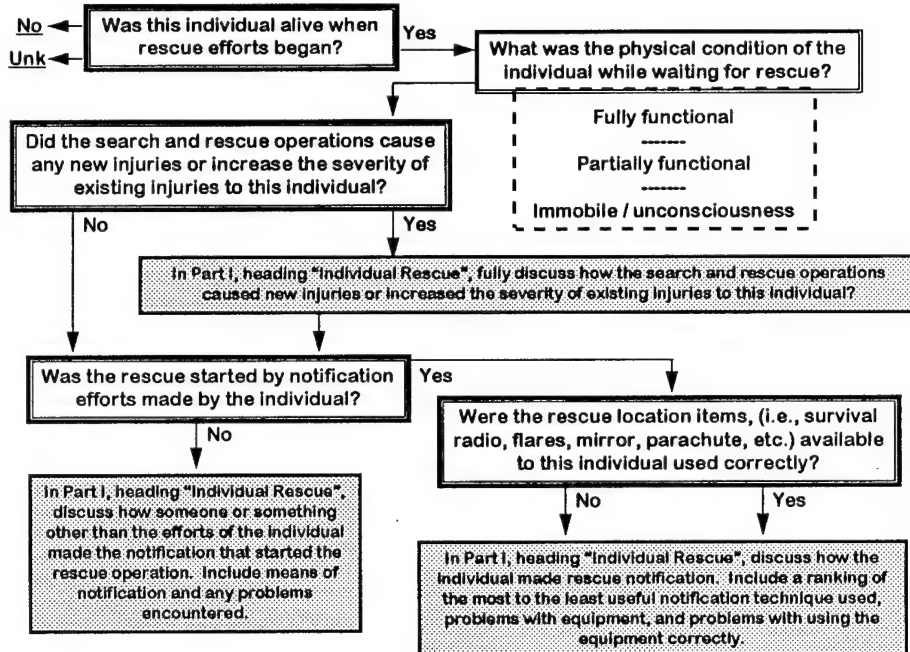 No
Unk
Was this individual alive when
rescue efforts began?
Yes
What was the physical condition of the
individual while waiting for rescue?
Fully functional
-------
Partially functional
-------
Immobile / unconsciousness
Did the search and rescue operations cause
any new injuries or increase the severity of
existing injuries to this individual?
No
Yes
In Part I, heading "Individual Rescue", fully discuss how the search and rescue operations
caused new injuries or increased the severity of existing injuries to this individual?
Was the rescue started by notification
efforts made by the individual?
Yes
No
Were the rescue location items, (i.e., survival
radio, flares, mirror, parachute, etc.) available
to this individual used correctly?
No
Yes
In Part I, heading "Individual Rescue",
discuss how someone or something
other than the efforts of the individual
made the notification that started the
rescue operation. Include means of
notification and any problems
encountered.
In Part I, heading "Individual Rescue", discuss how the
individual made rescue notification. Include a ranking of
the most to the least useful notification technique used,
problems with equipment, and problems with using the
equipment correctly.